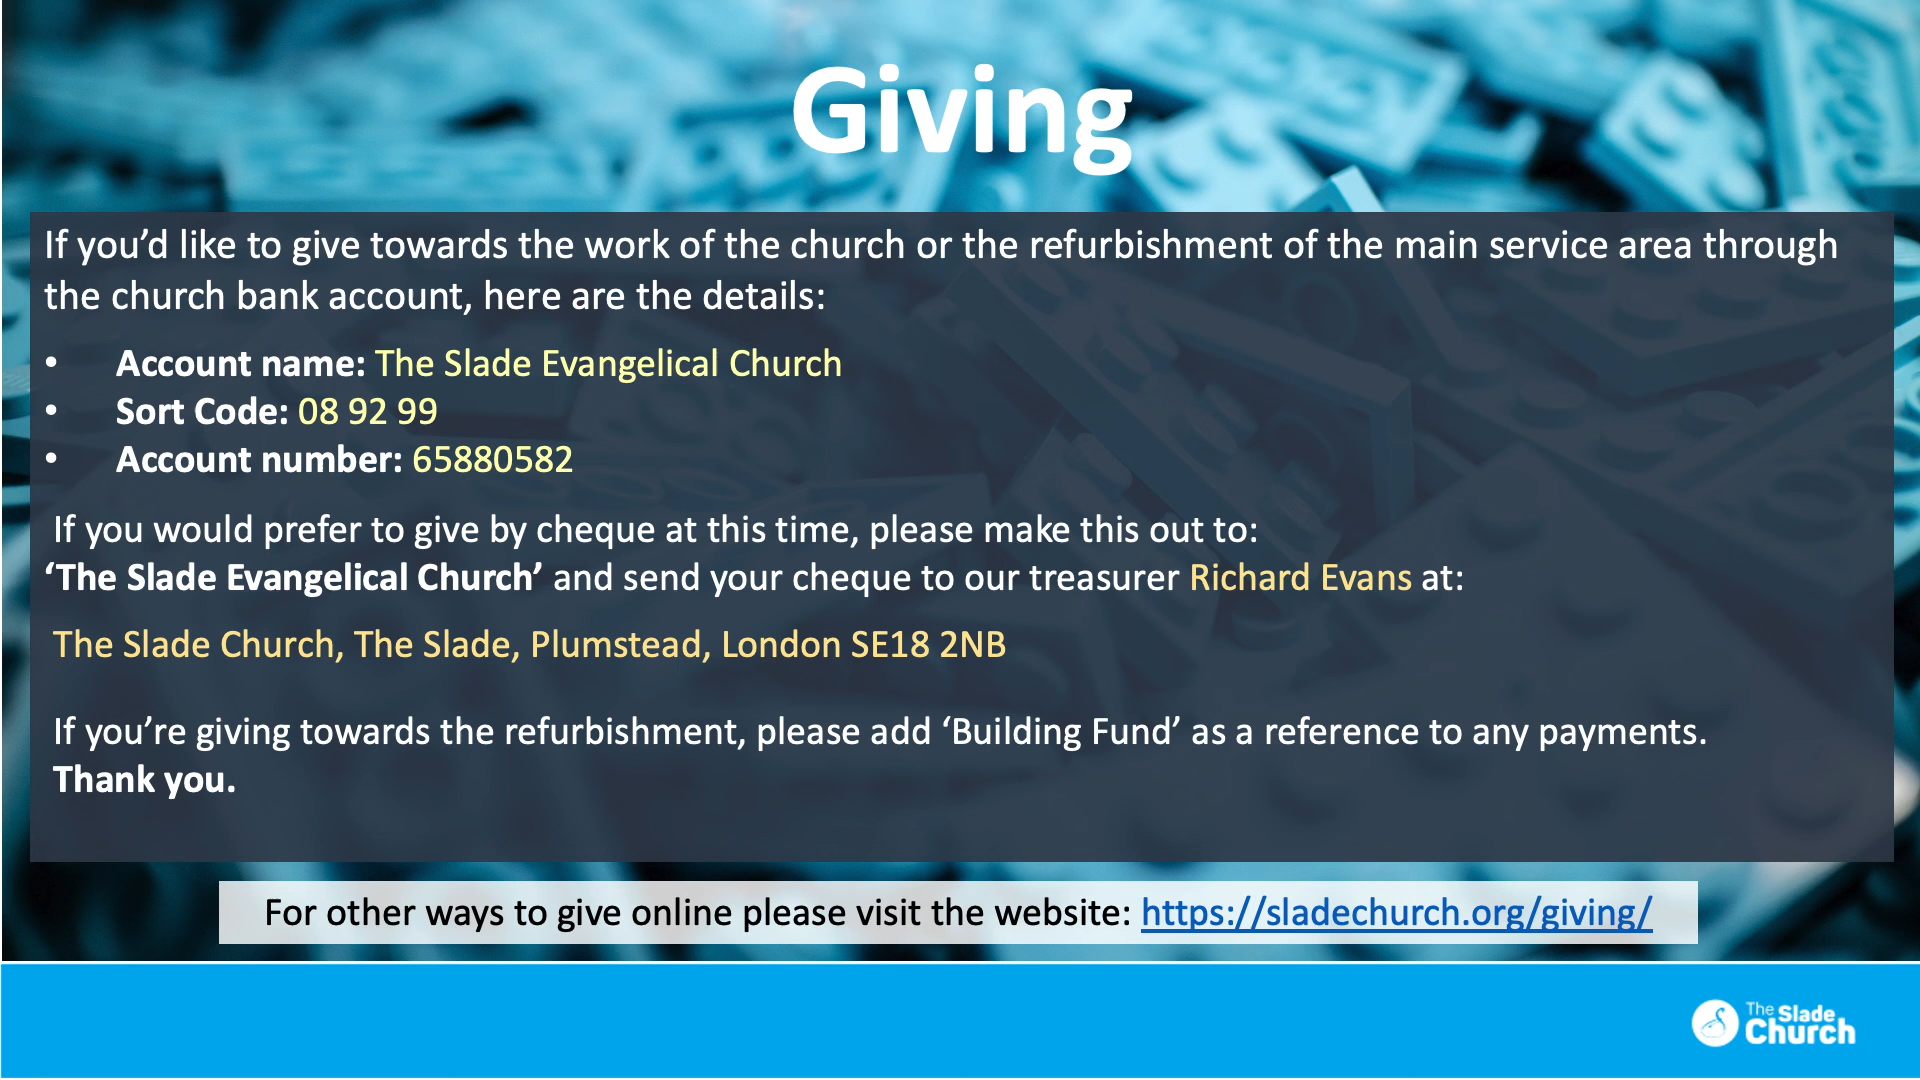 Giving
If you’d like to give towards the work of the church or the refurbishment of the main service area through
the church bank account, here are the details:
• Account name: The Slade Evangelical Church
• Sort Code: 08 92 99
• Account number: 65880582
If you would prefer to give by cheque at this time, please make this out to:
‘The Slade Evangelical Church’ and send your cheque to our treasurer Richard Evans at:
The Slade Church, The Slade, Plumstead, London SE18 2NB
If you’re giving towards the refurbishment, please add ‘Building Fund’ as a reference to any payments.
Thank you.
For other ways to give online please visit the website: https://sladechurch.org/giving/
The Slade
Church